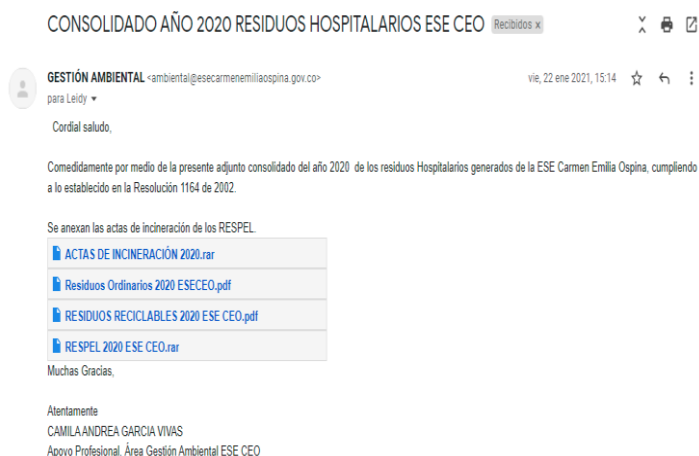 CONSOLIDADO AÑO 2020 RESIDUOS HOSPITALARIOS ESE CEO Recibidos x
GESTIÓN AMBIENTAL <ambiental@esecarmenemiliaospina.gov.co> vie, 22 ene 2021, 15:14
para Leidy
Cordial saludo,
Comedidamente por medio de la presente adjunto consolidado del año 2020 de los residuos Hospitalarios generados de la ESE Carmen Emilia Ospina, cumpliendo
a lo establecido en la Resolución 1164 de 2002.
Se anexan las actas de incineración de los RESPEL.
ACTAS DE INCINERACIÓN 2020.rar
Residuos Ordinarios 2020 ESECEO.pdf
RESIDUOS RECICLABLES 2020 ESE CEO.pdf
RESPEL 2020 ESE CEO.rar
Muchas Gracias,
Atentamente
CAMILA ANDREA GARCIA VIVAS
Apoyo Profesional. Área Gestión Ambiental ESE CEO